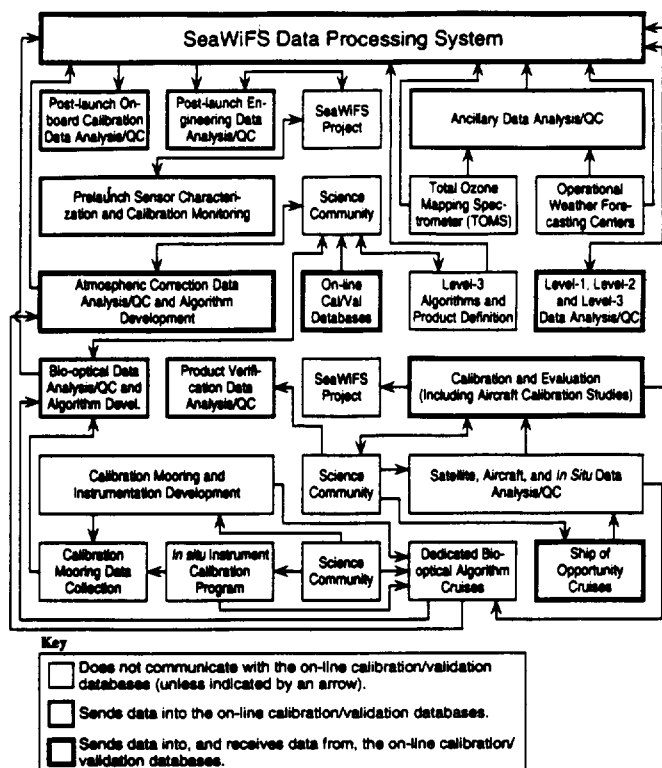 SeaWiFS Data Processing System
Post-launch On-
board Calibration
Data Analysis/QC
Post-launch En-
gineering Data
Analysis/QC
SeaWiFS
Project
Ancillary Data Analysis/QC
Prelaunch Sensor Characteri-
zation and Calibration Monitoring
Science
Community
Total Ozone
Mapping Spec-
trometer (TOMS)
Operational
Weather Fore-
casting Centers
Atmospheric Correction Data
Analysis/QC and Algorithm
Development
On-line
Cal/Val
Databases
Level-3
Algorithms and
Product Definition
Level-1, Level-2
and Level-3
Data Analysis/QC
Bio-optical Data
Analysis/QC and
Algorithm Devel.
Product Verifi-
cation Data
Analysis/QC
SeaWiFS
Project
Calibration and Evaluation
(Including Aircraft Calibration Studies)
Calibration Mooring and
Instrumentation Development
Science
Community
Satellite, Aircraft, and In Situ Data
Analysis/QC
Calibration
Mooring Data
Collection
In situ Instrument
Calibration
Program
Science
Community
Dedicated Bio-
optical Algorithm
Cruises
Ship of
Opportunity
Cruises
Key
Does not communicate with the on-line calibration/validation
databases (unless indicated by an arrow).
Sends data into the on-line calibration/validation databases.
Sends data into, and receives data from, the on-line calibration/
validation databases.